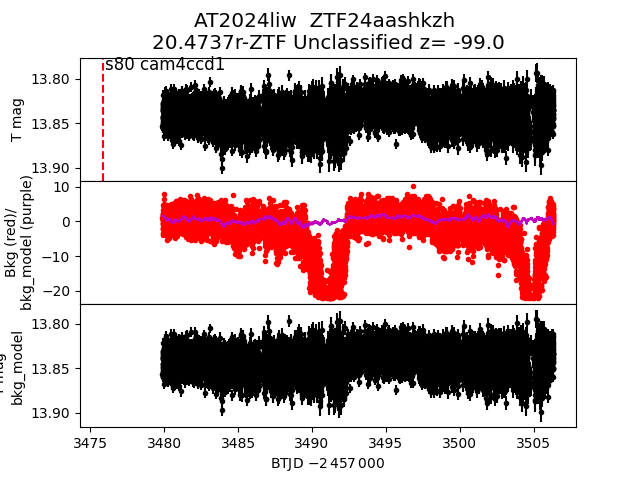 AT2024liw ZTF24aashkzh
20.4737r-ZTF Unclassified z= -99.0
s80 cam4ccd1
T mag
13.80
13.85
13.90
Bkg (red)/
bkg_model (purple)
10
0
−10
−20
bkg_model
13.80
13.85
13.90
3475 3480 3485 3490 3495 3500 3505
BTJD −2 457 000